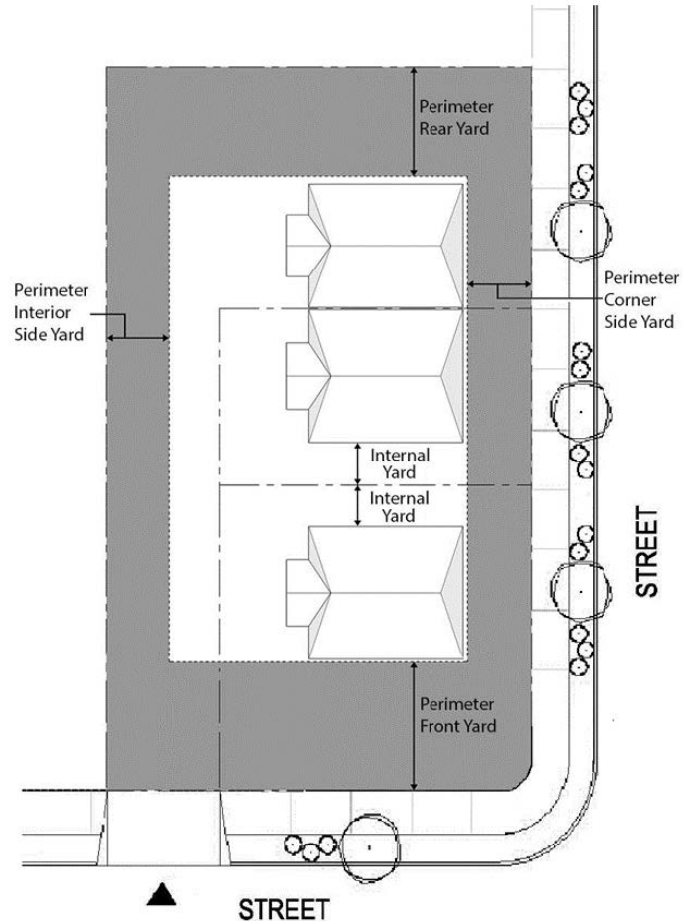 Perimeter
Rear Yard
Perimeter
Interior
Side Yard
Perimeter
Corner
Side Yard
Internal
Yard
Internal
Yard
STREET
Perimeter
Front Yard
STREET